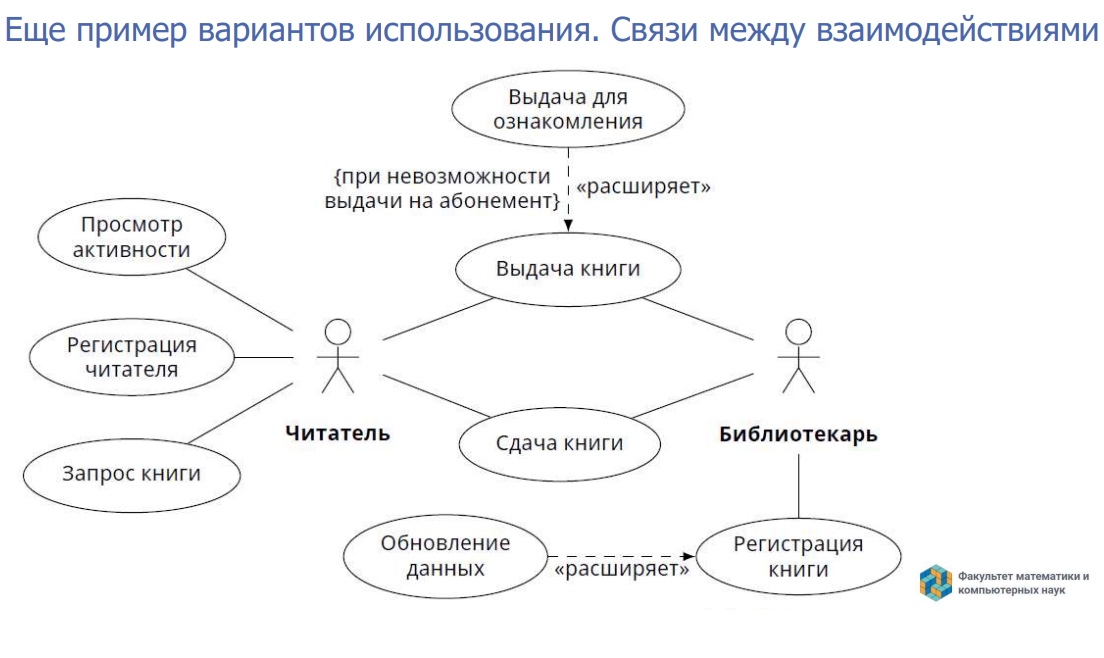 Еще пример вариантов использования. Связи между взаимодействиями
Выдача для
ознакомления
{при невозможности
выдачи на абонемент}
«расширяет»
Просмотр
активности
Выдача книги
Регистрация
читателя
Читатель
Запрос книги
Сдача книги
Библиотекарь
Обновление
данных
«расширяет»
Регистрация
книги
Факультет математики и
компьютерных наук